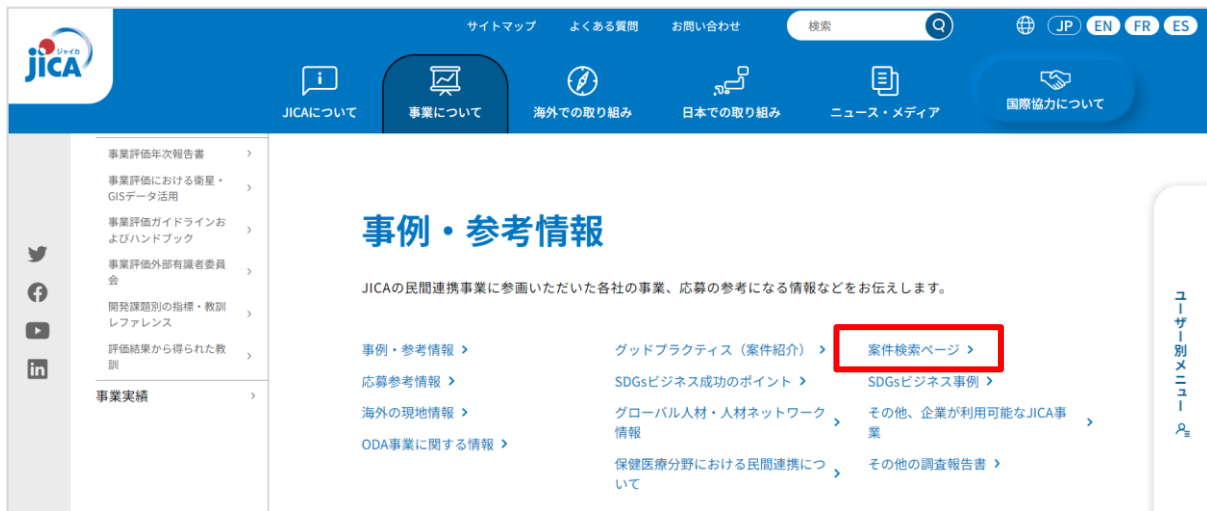 サイトマップ よくある質問 お問い合わせ 検索 JP EN FR ES
ジャイカ
JICA
JICAについて 事業について 海外での取り組み 日本での取り組み ニュース・メディア 国際協力について
事業評価年次報告書
事業評価における衛星・
GISデータ活用
事業評価ガイドラインお
よびハンドブック
事業評価外部有識者委員
会
開発課題別の指標・教訓
レファレンス
評価結果から得られた教
訓
事業実績
事例・参考情報
JICAの民間連携事業に参画いただいた各社の事業、応募の参考になる情報などをお伝えします。
事例・参考情報
応募参考情報
海外の現地情報
ODA事業に関する情報
グッドプラクティス（案件紹介）
SDGsビジネス成功のポイント
グローバル人材・人材ネットワーク
情報
保健医療分野における民間連携につ
いて
案件検索ページ
SDGsビジネス事例
その他、企業が利用可能なJICA事
業
その他の調査報告書
ユーザー別メニュー